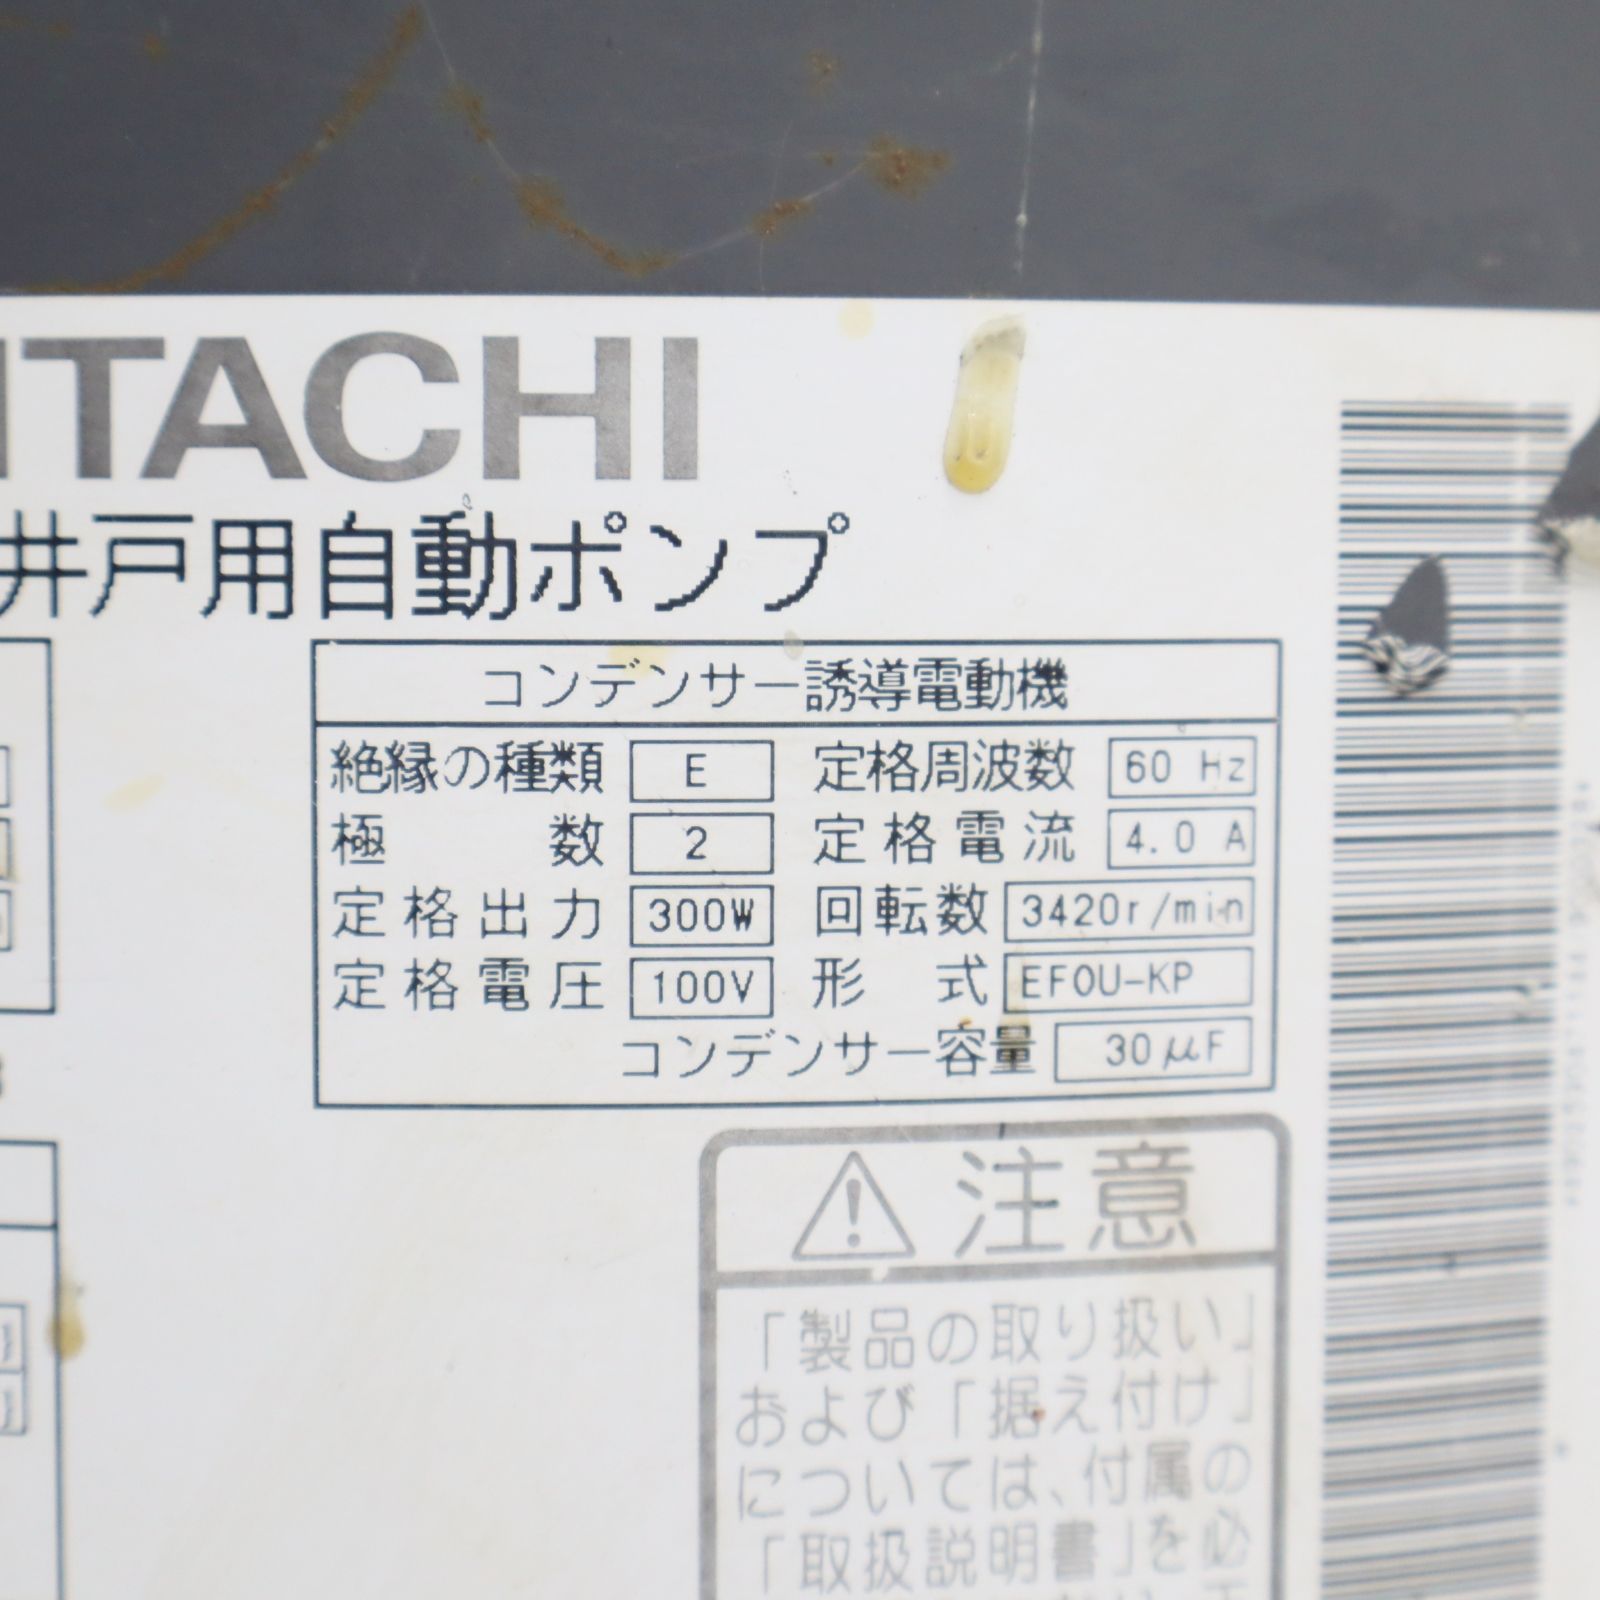 HITACHI
井戸用自動ポンプ
コンデンサー誘導電動機
絶縁の種類 E 定格周波数 60 Hz
極数 2 定格電流 4.0 A
定格出力 300W 回転数 3420r/min
定格電圧 100V 形式 EFOU-KP
コンデンサー容量 30μF
注意
「製品の取り扱い」
および「据え付け」
については、付属の
「取扱説明書」を必